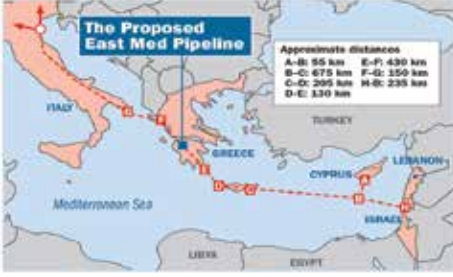 The Proposed
East Med Pipeline
Approximate distances
A-B: 55 km E-F: 430 km
B-C: 675 km F-G: 150 km
C-D: 205 km H-B: 235 km
D-E: 130 km
ITALY
TURKEY
GREECE
CYPRUS
LEBANON
Mediterranean Sea
ISRAEL
LIBYA
EGYPT
G
F
E
D
C
A
B
H